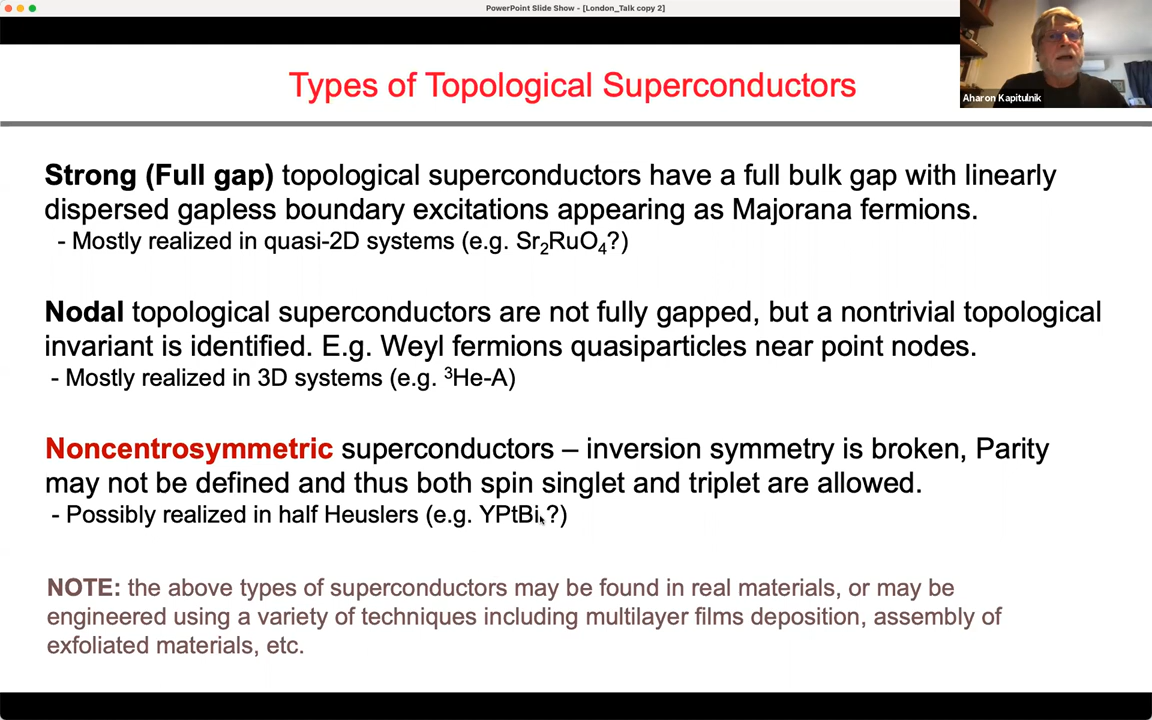 PowerPoint Slide Show - [London_Talk copy 2]
Aharon Kapitulnik
Types of Topological Superconductors
Strong (Full gap) topological superconductors have a full bulk gap with linearly
dispersed gapless boundary excitations appearing as Majorana fermions.
- Mostly realized in quasi-2D systems (e.g. Sr₂RuO₄?)
Nodal topological superconductors are not fully gapped, but a nontrivial topological
invariant is identified. E.g. Weyl fermions quasiparticles near point nodes.
- Mostly realized in 3D systems (e.g. ³He-A)
Noncentrosymmetric superconductors – inversion symmetry is broken, Parity
may not be defined and thus both spin singlet and triplet are allowed.
- Possibly realized in half Heuslers (e.g. YPtBi?)
NOTE: the above types of superconductors may be found in real materials, or may be
engineered using a variety of techniques including multilayer films deposition, assembly of
exfoliated materials, etc.